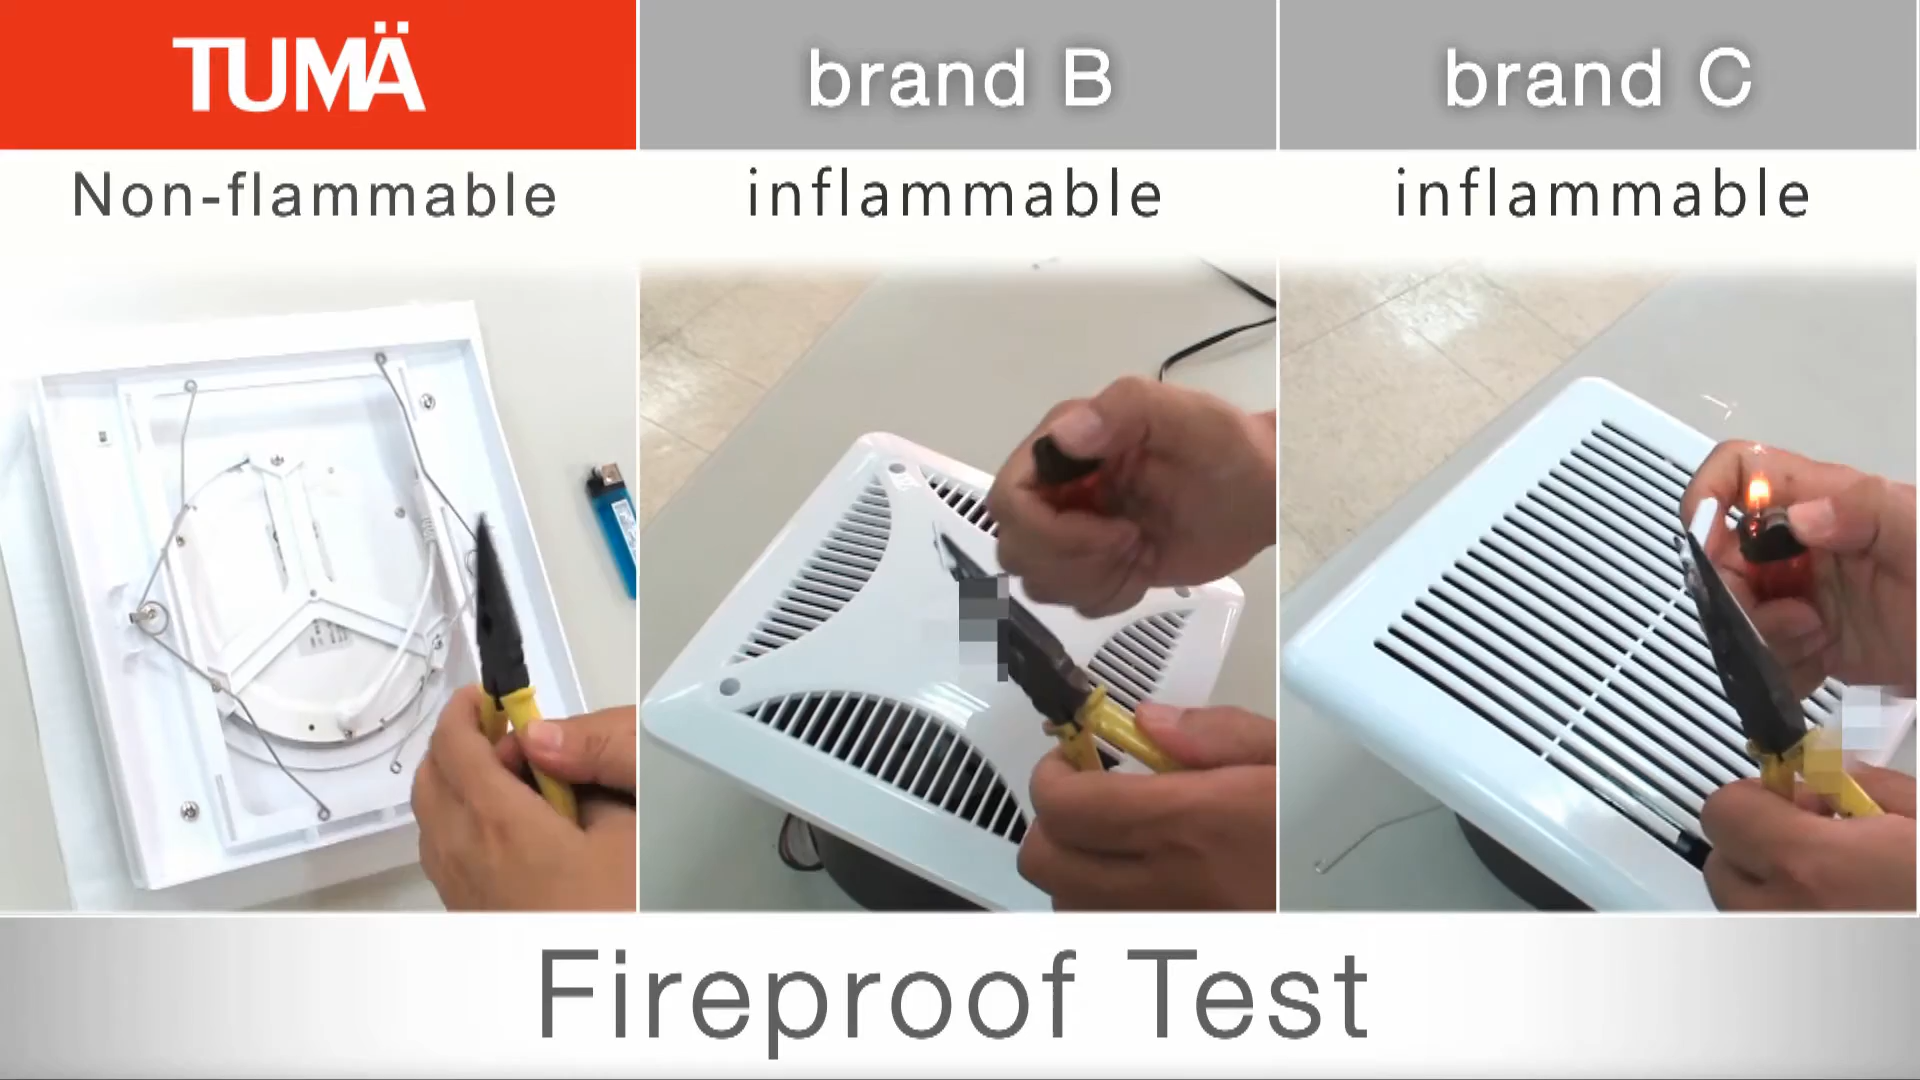 TUMÄ
brand B
brand C
Non-flammable
inflammable
inflammable
Fireproof Test